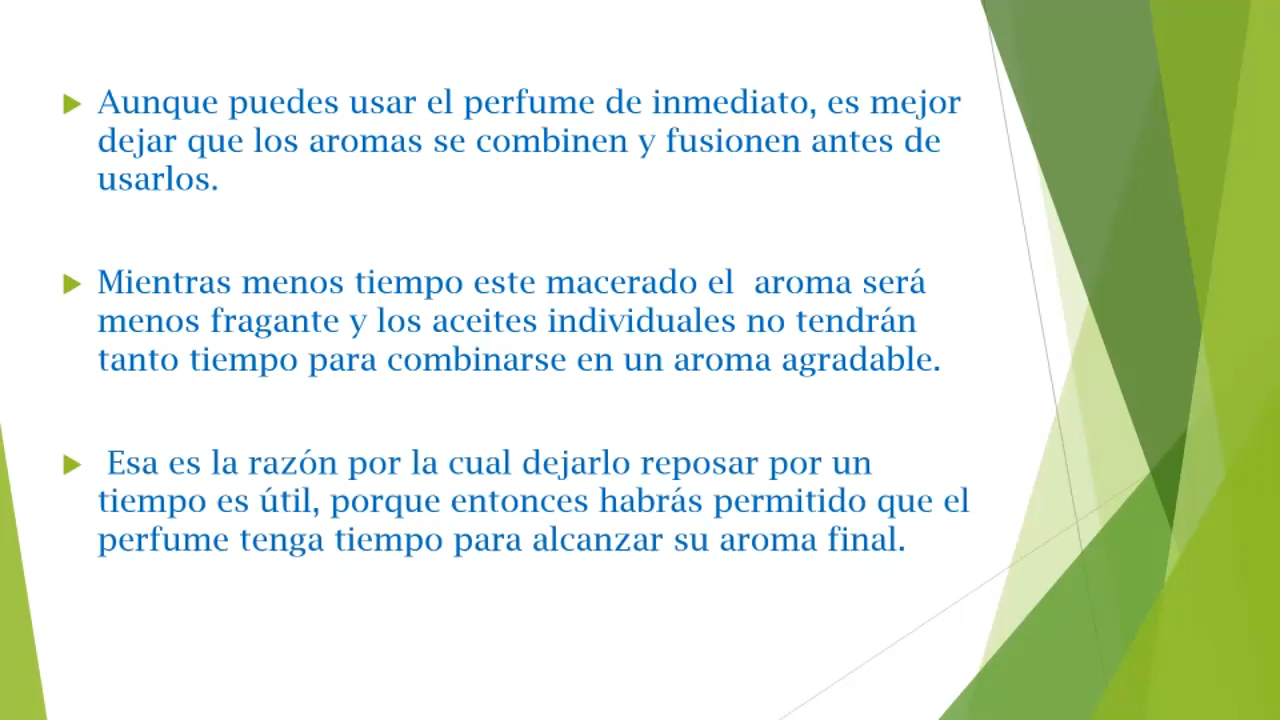 Aunque puedes usar el perfume de inmediato, es mejor
dejar que los aromas se combinen y fusionen antes de
usarlos.
Mientras menos tiempo este macerado el  aroma será
menos fragante y los aceites individuales no tendrán
tanto tiempo para combinarse en un aroma agradable.
Esa es la razón por la cual dejarlo reposar por un
tiempo es útil, porque entonces habrás permitido que el
perfume tenga tiempo para alcanzar su aroma final.